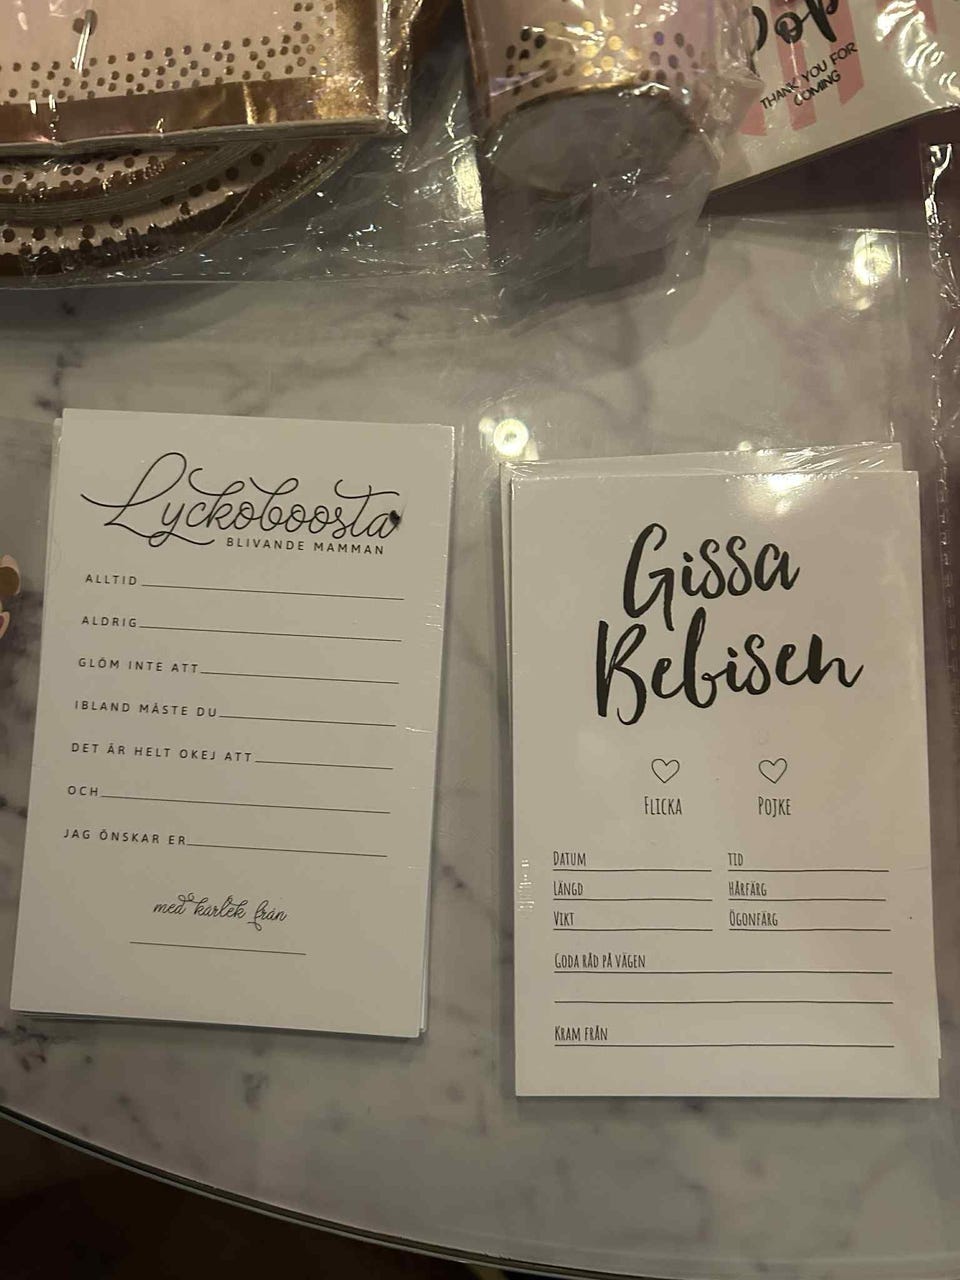 Pop
THANK YOU FOR
COMING
Lyckoboosta
BLIVANDE MAMMAN
ALLTID
ALDRIG
GLÖM INTE ATT
IBLAND MÅSTE DU
DET ÄR HELT OKEJ ATT
OCH
JAG ÖNSKAR ER
med kärlek från
Gissa
Bebisen
FLICKA POJKE
DATUM TID
LÄNGD HÅRFÄRG
VIKT ÖGONFÄRG
GODA RÅD PÅ VÄGEN
KRAM FRÅN